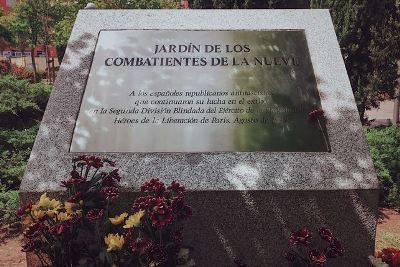 JARDÍN DE LOS
COMBATIENTES DE LA NUEVE
A los españoles republicanos
que continuaron su lucha en el exilio
en la Segunda División Blindada del Ejército de
Héroes de la Liberación de París. Agosto de